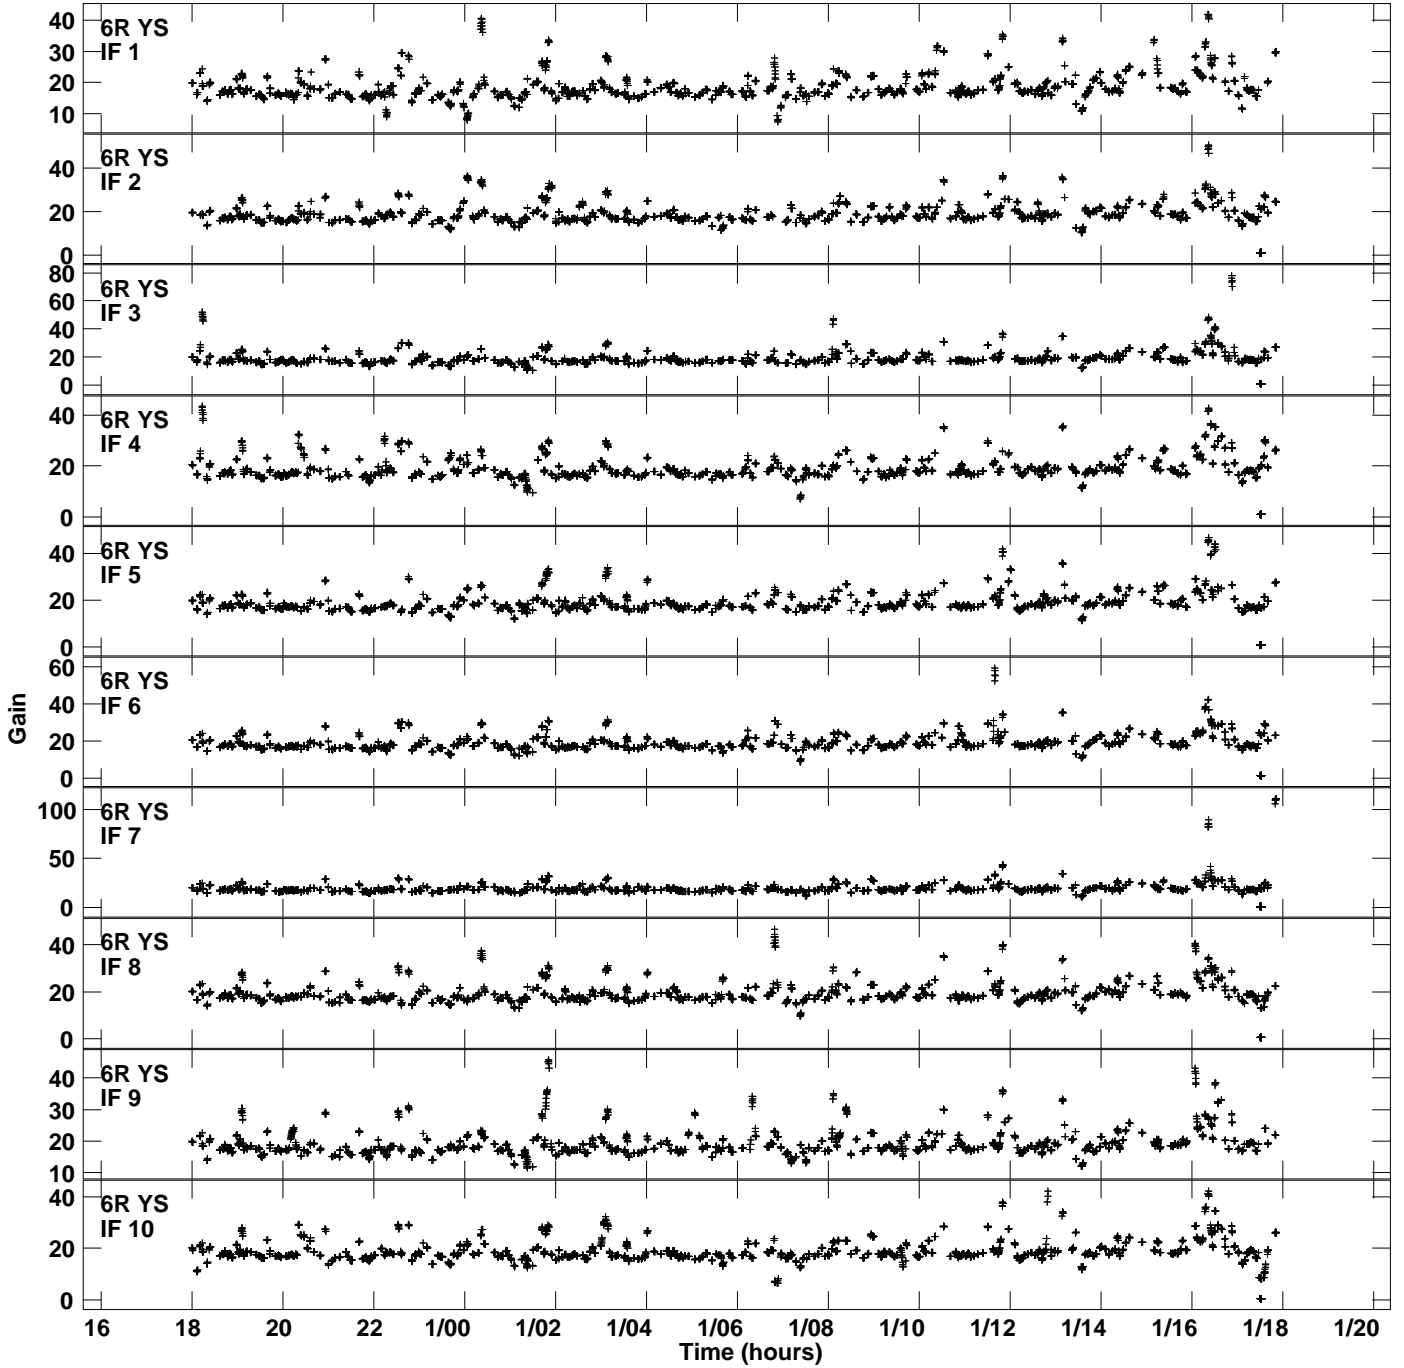 6R YS
IF 1
40
30
20
10
6R YS
IF 2
40
20
0
6R YS
IF 3
80
60
40
20
0
6R YS
IF 4
40
20
0
6R YS
IF 5
40
20
0
6R YS
IF 6
60
40
20
0
6R YS
IF 7
100
50
0
6R YS
IF 8
40
20
0
6R YS
IF 9
40
30
20
10
6R YS
IF 10
40
20
0
Gain
16 18 20 22 1/00 1/02 1/04 1/06 1/08 1/10 1/12 1/14 1/16 1/18 1/20
Time (hours)